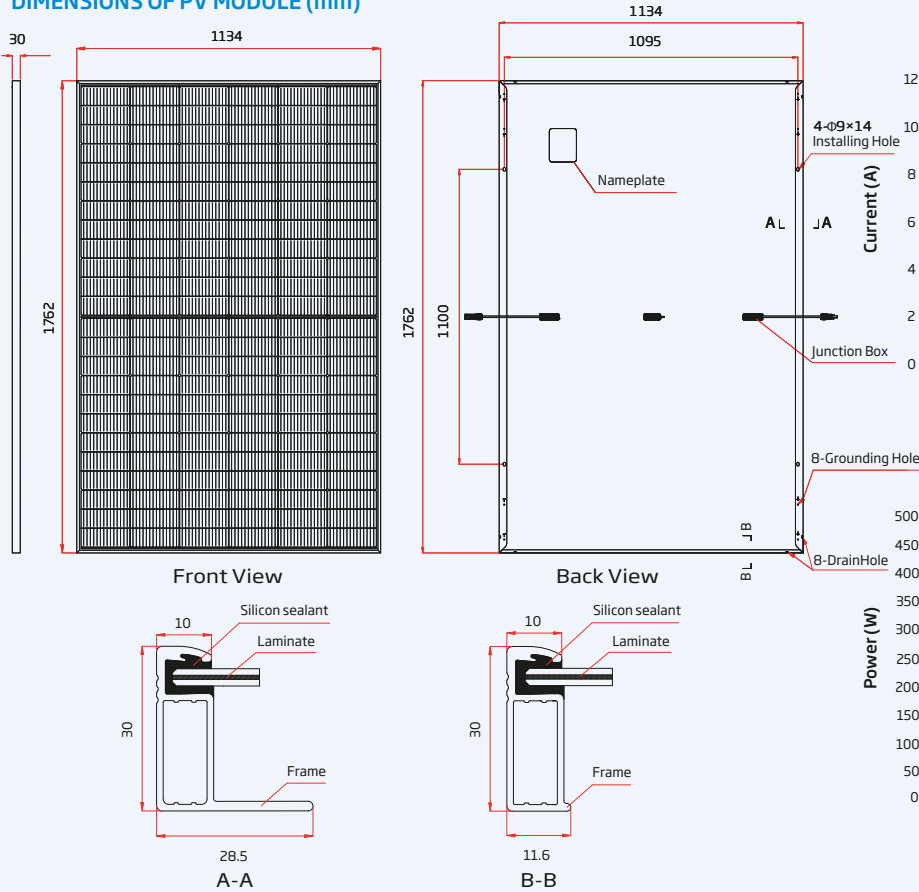 DIMENSIONS OF PV MODULE (mm)
30
1134
1762
Front View
1134
1095
1762
1100
Nameplate
4-Φ9×14
Installing Hole
A
A
Junction Box
8-Grounding Hole
8-DrainHole
B
B
Back View
Current (A)
12
10
8
6
4
2
0
Power (W)
500
450
400
350
300
250
200
150
100
50
0
10
Silicon sealant
Laminate
30
Frame
28.5
A-A
10
Silicon sealant
Laminate
30
Frame
11.6
B-B